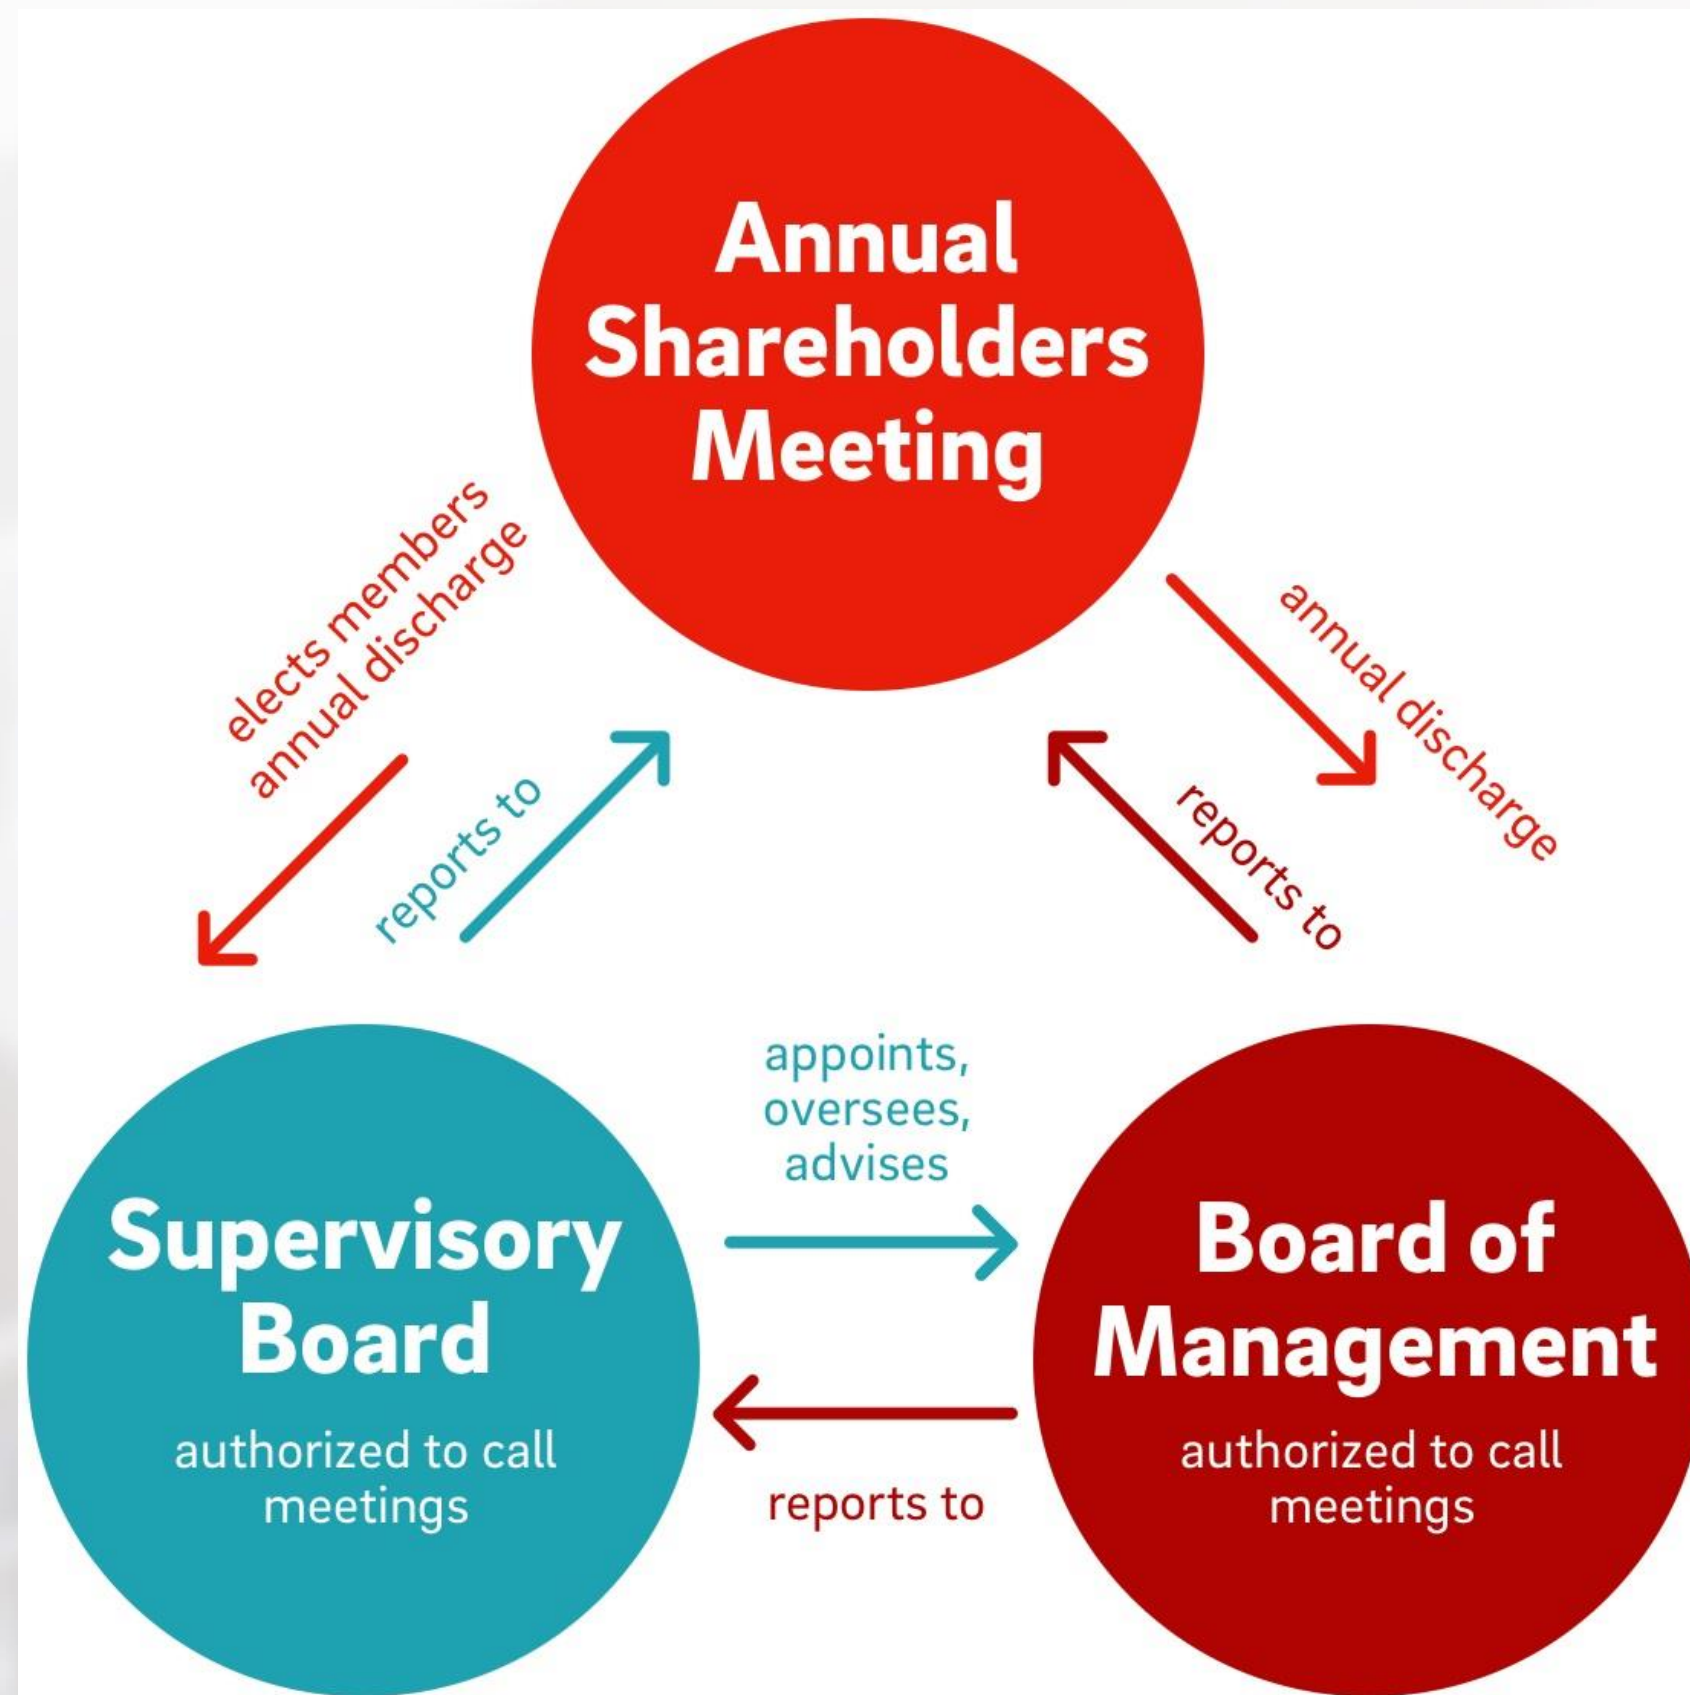 Annual
Shareholders
Meeting
elects members
annual discharge
reports to
annual discharge
reports to
appoints,
oversees,
advises
Supervisory
Board
authorized to call
meetings
reports to
Board of
Management
authorized to call
meetings